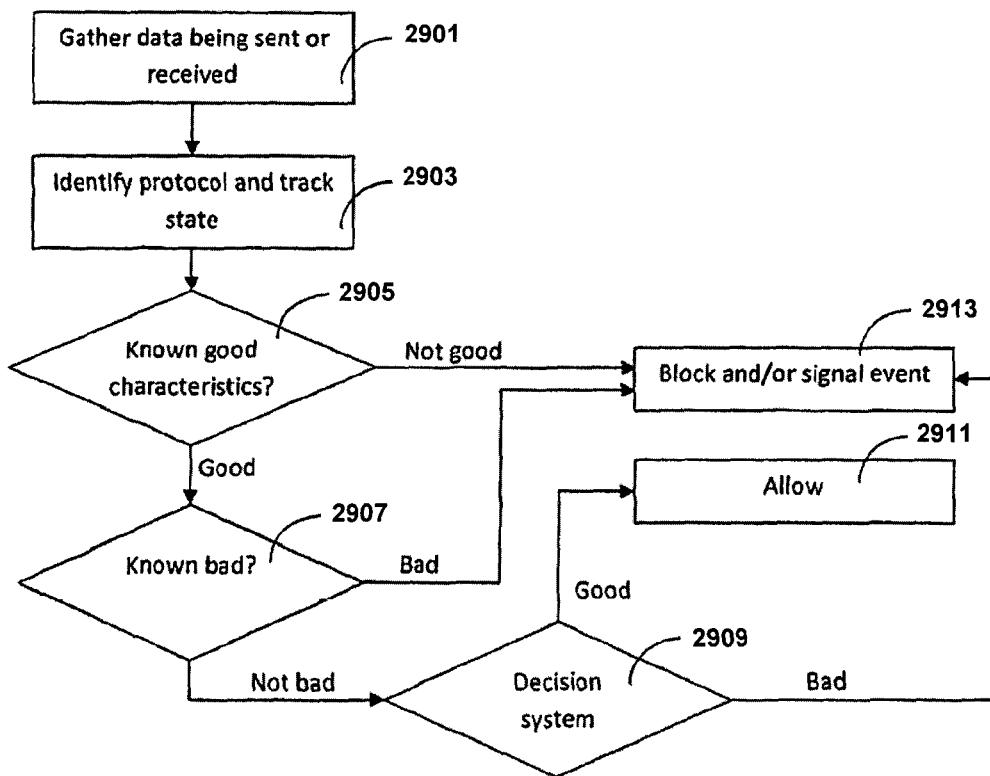 Gather data being sent or
received
2901
Identify protocol and track
state
2903
2905
Known good
characteristics?
Not good
2913
Block and/or signal event
2911
Allow
Good
2907
Known bad?
Bad
Good
2909
Not bad
Decision
system
Bad